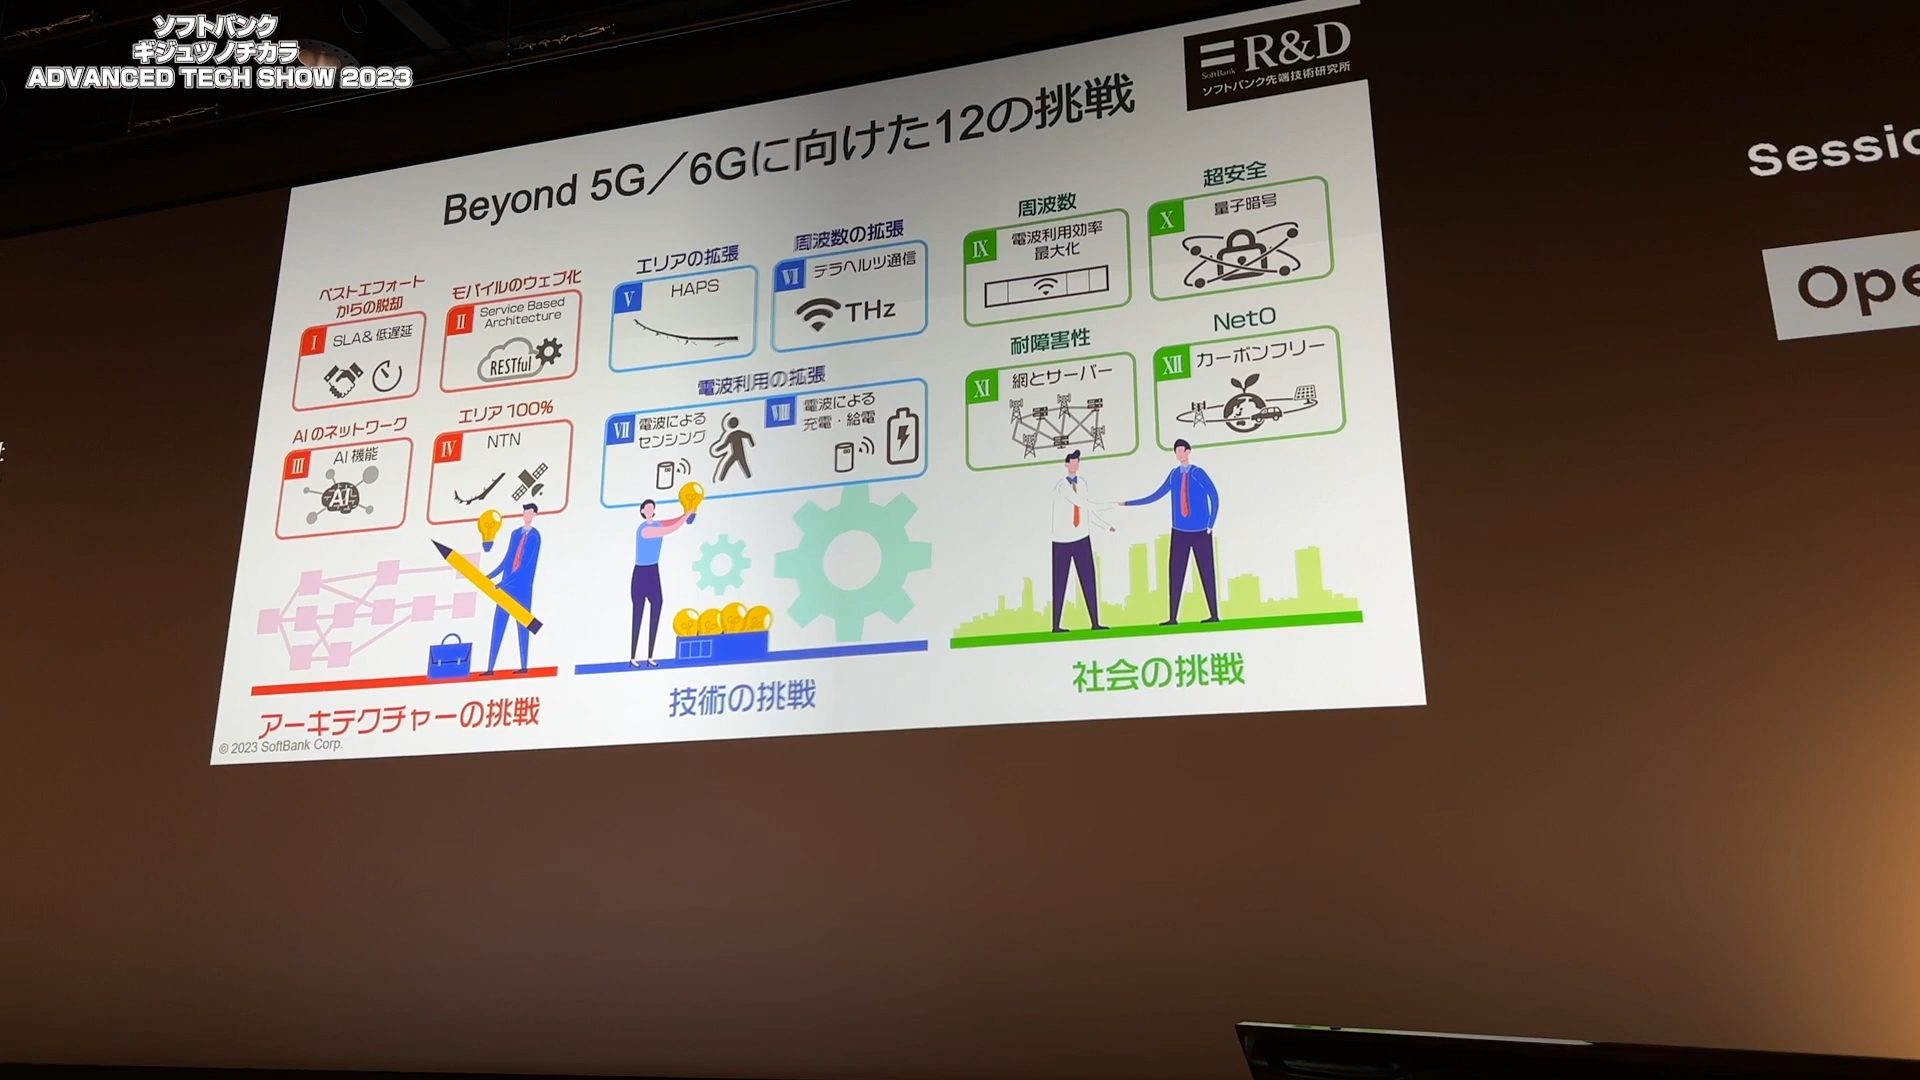 ソフトバンク
ギジュツノチカラ
ADVANCED TECH SHOW 2023
R&D
SoftBank
ソフトバンク先端技術研究所
Beyond 5G／6Gに向けた12の挑戦
ベストエフォート
からの脱却
I
SLA& 低遅延
モバイルのウェブ化
II
Service Based
Architecture
RESTful
AIのネットワーク
III
AI 機能
AI
エリア 100%
IV
NTN
アーキテクチャーの挑戦
エリアの拡張
V
HAPS
周波数の拡張
VI
テラヘルツ通信
THz
電波利用の拡張
VII
電波による
センシング
VIII
電波による
充電・給電
技術の挑戦
周波数
IX
電波利用効率
最大化
超安全
X
量子暗号
耐障害性
XI
網とサーバー
Net0
XII
カーボンフリー
社会の挑戦
© 2023 SoftBank Corp.
Sessio
Ope